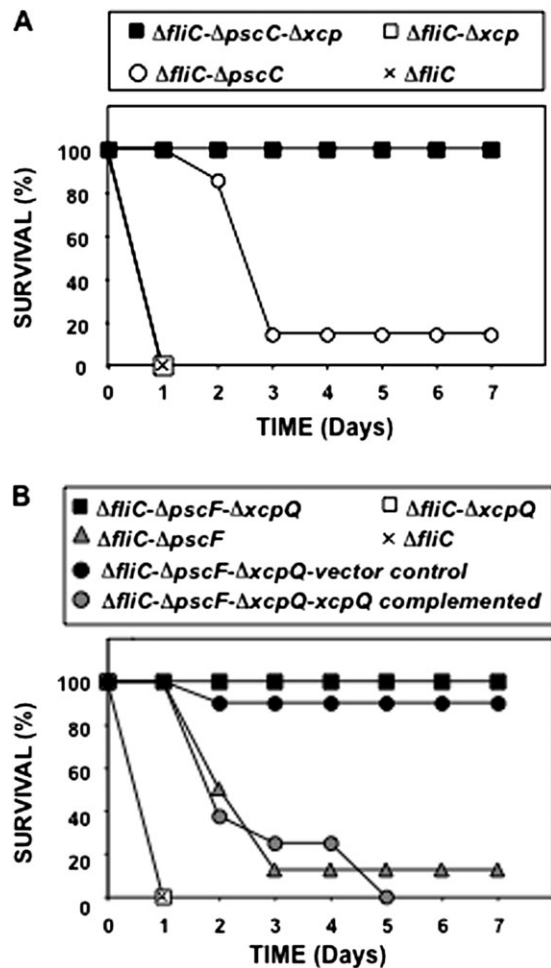 A
ΔfliC-ΔpscC-Δxcp
ΔfliC-Δxcp
ΔfliC-ΔpscC
ΔfliC
SURVIVAL (%)
100
80
60
40
20
0
0 1 2 3 4 5 6 7
TIME (Days)
B
ΔfliC-ΔpscF-ΔxcpQ
ΔfliC-ΔxcpQ
ΔfliC-ΔpscF
ΔfliC
ΔfliC-ΔpscF-ΔxcpQ-vector control
ΔfliC-ΔpscF-ΔxcpQ-xcpQ complemented
SURVIVAL (%)
100
80
60
40
20
0
0 1 2 3 4 5 6 7
TIME (Days)